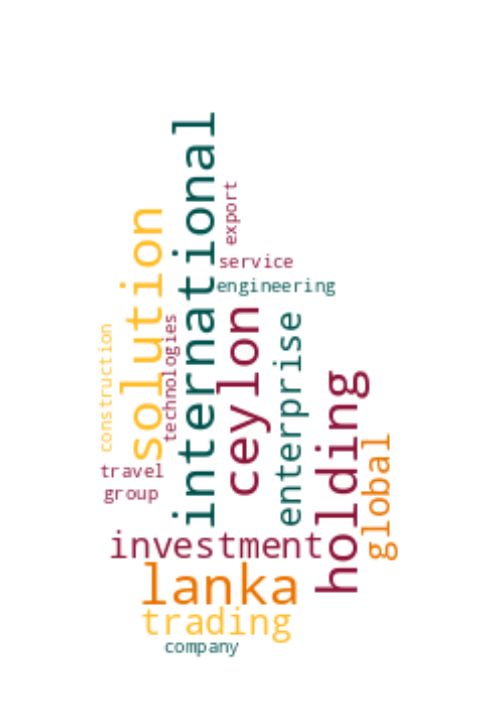 international
export
solution
service
engineering
ceylon
enterprise
technologies
construction
holding
global
travel
group
investment
lanka
trading
company